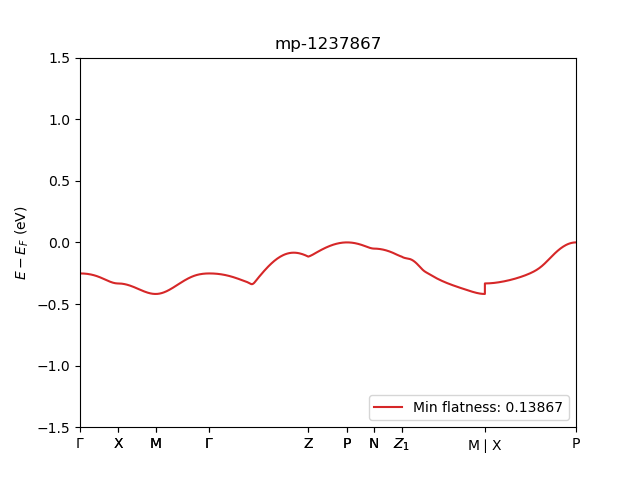 mp-1237867
E − E_F (eV)
1.5
1.0
0.5
0.0
−0.5
−1.0
−1.5
Min flatness: 0.13867
Γ X M Γ Z P N Z₁ M | X P